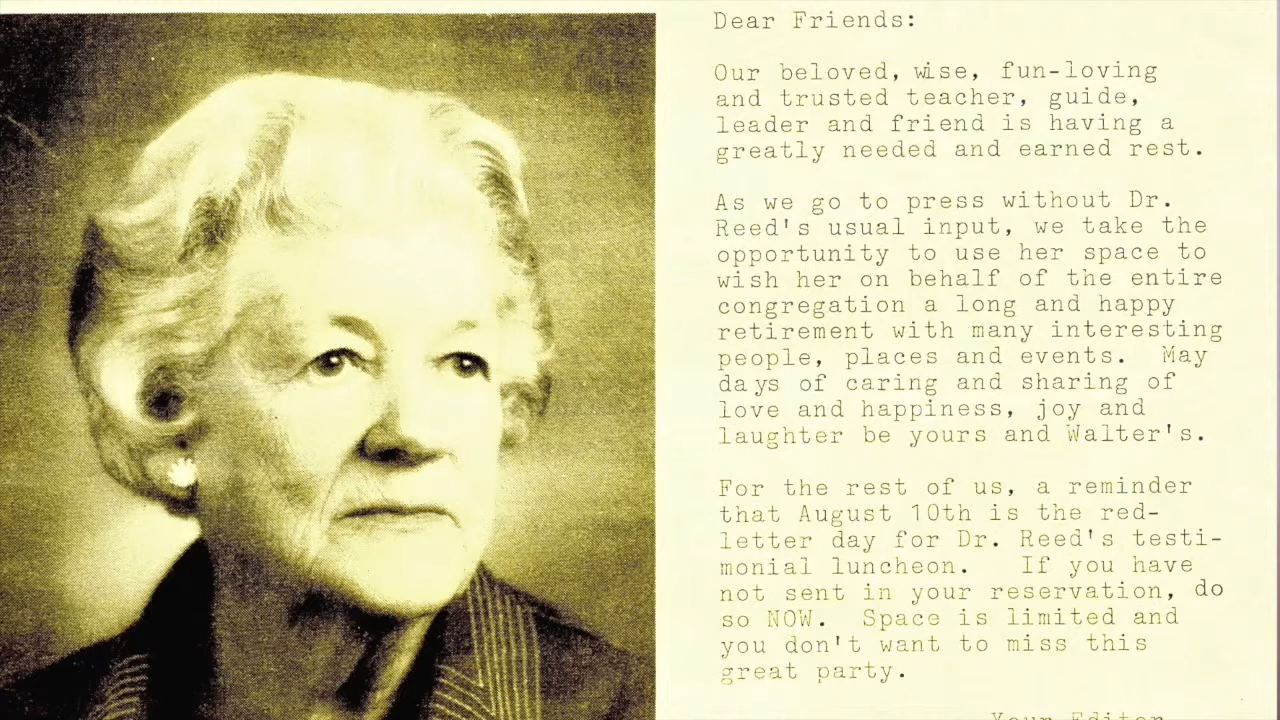 Dear Friends:
Our beloved, wise, fun-loving
and trusted teacher, guide,
leader and friend is having a
greatly needed and earned rest.
As we go to press without Dr.
Reed's usual input, we take the
opportunity to use her space to
wish her on behalf of the entire
congregation a long and happy
retirement with many interesting
people, places and events. May
days of caring and sharing of
love and happiness, joy and
laughter be yours and Walter's.
For the rest of us, a reminder
that August 10th is the red-
letter day for Dr. Reed's testi-
monial luncheon. If you have
not sent in your reservation, do
so NOW. Space is limited and
you don't want to miss this
great party.
Your Editor